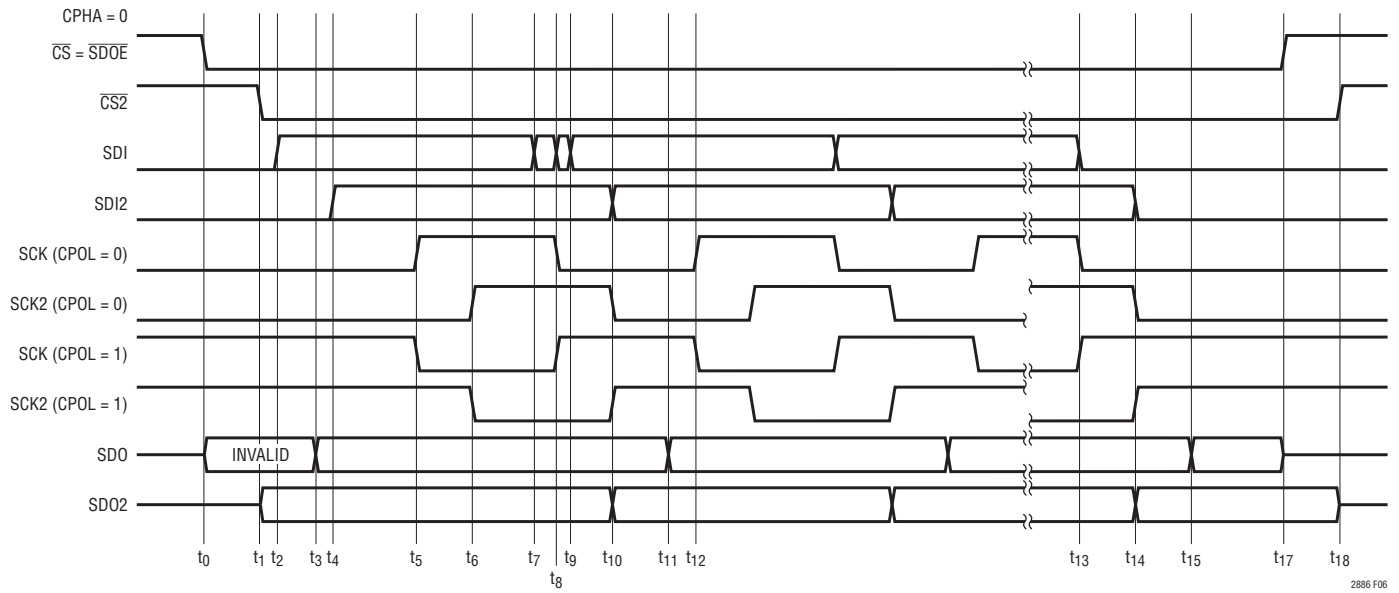 CPHA = 0
CS = SDOE
CS2
SDI
SDI2
SCK (CPOL = 0)
SCK2 (CPOL = 0)
SCK (CPOL = 1)
SCK2 (CPOL = 1)
SDO INVALID
SDO2
t0 t1 t2 t3 t4 t5 t6 t7 t8 t9 t10 t11 t12 t13 t14 t15 t17 t18
2886 F06